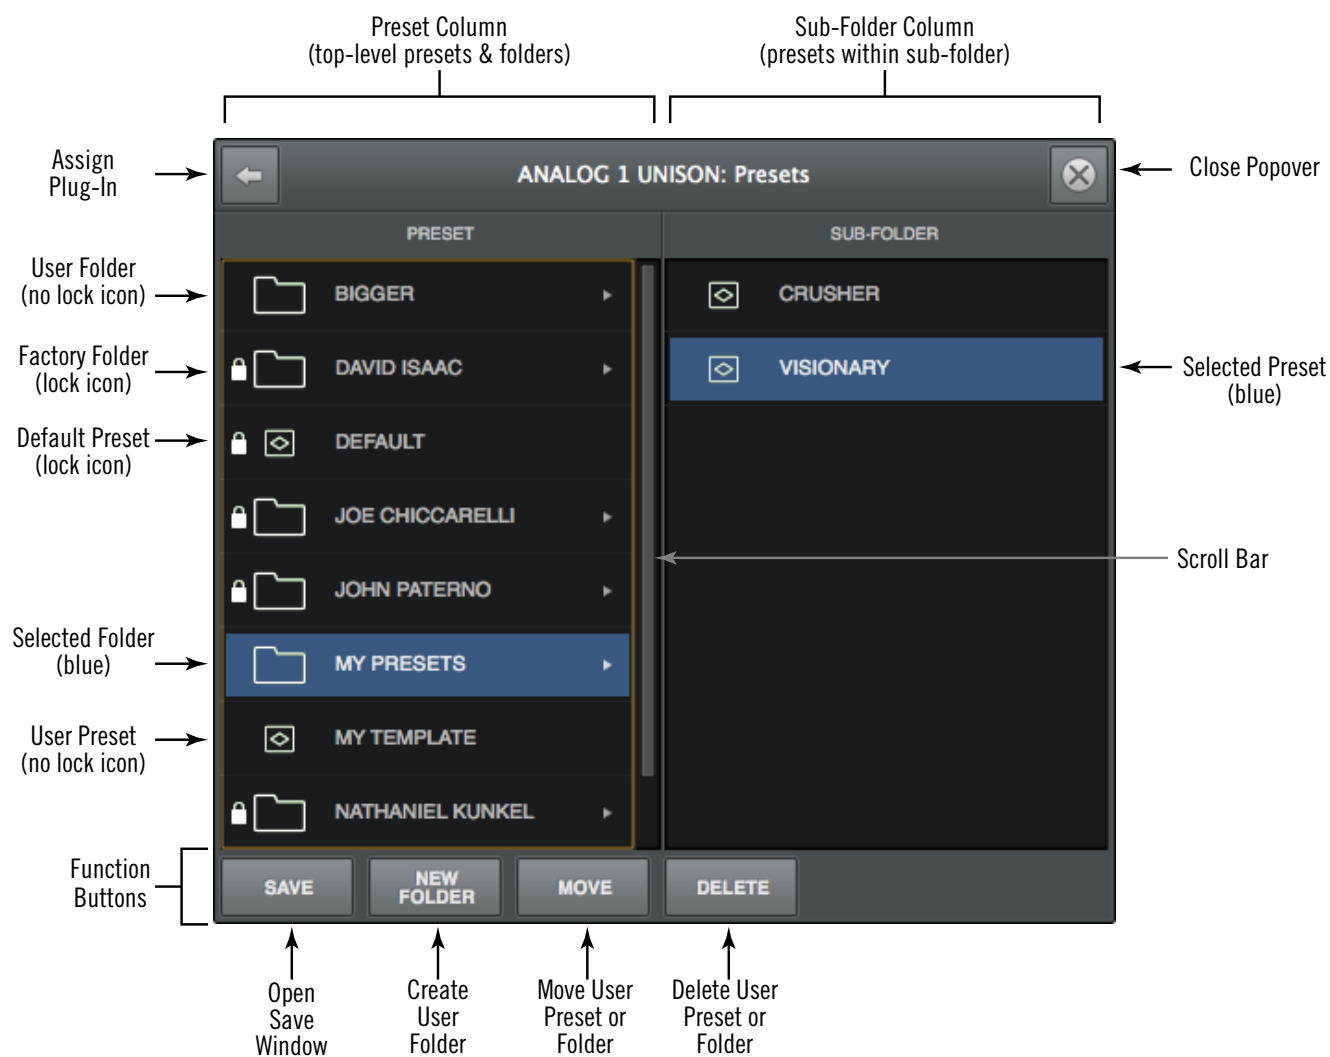 Preset Column
(top-level presets & folders)
Sub-Folder Column
(presets within sub-folder)
Assign
Plug-In
ANALOG 1 UNISON: Presets
Close Popover
PRESET
SUB-FOLDER
User Folder
(no lock icon)
BIGGER
CRUSHER
Factory Folder
(lock icon)
DAVID ISAAC
VISIONARY
Selected Preset
(blue)
Default Preset
(lock icon)
DEFAULT
JOE CHICCARELLI
Scroll Bar
JOHN PATERNO
Selected Folder
(blue)
MY PRESETS
User Preset
(no lock icon)
MY TEMPLATE
NATHANIEL KUNKEL
Function
Buttons
SAVE
NEW
FOLDER
MOVE
DELETE
Open
Save
Window
Create
User
Folder
Move User
Preset or
Folder
Delete User
Preset or
Folder